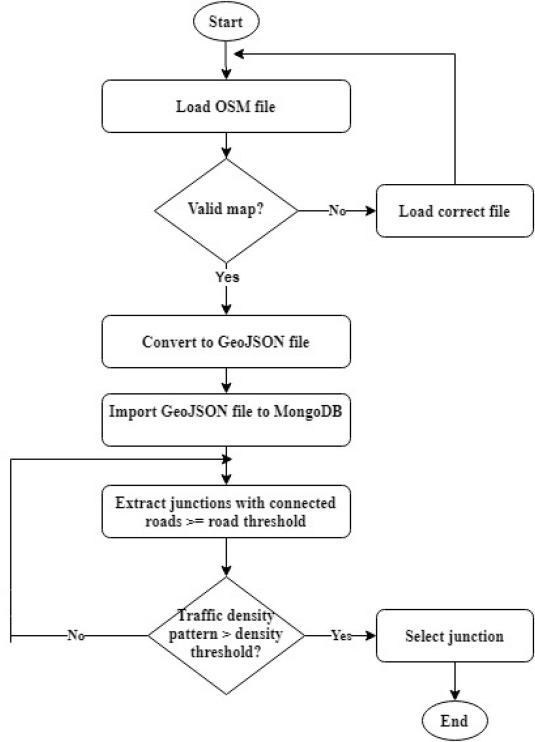 Start
Load OSM file
Valid map?
No
Load correct file
Yes
Convert to GeoJSON file
Import GeoJSON file to MongoDB
Extract junctions with connected
roads >= road threshold
Traffic density
pattern > density
threshold?
No
Yes
Select junction
End